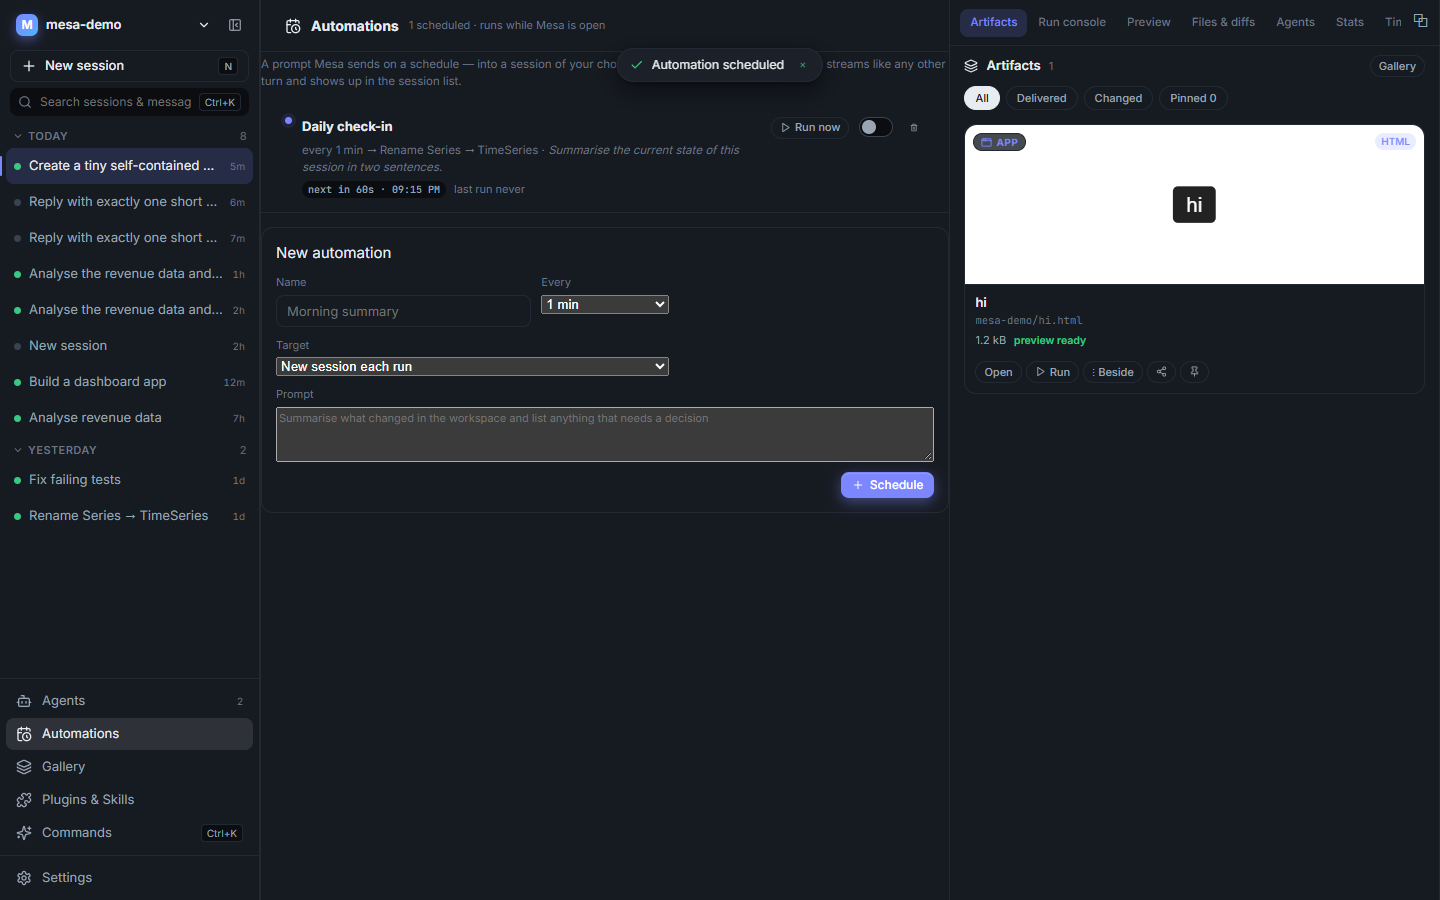 M mesa-demo
New session N
Search sessions & messag Ctrl+K
TODAY 8
Create a tiny self-contained ... 5m
Reply with exactly one short ... 6m
Reply with exactly one short ... 7m
Analyse the revenue data and... 1h
Analyse the revenue data and... 2h
New session 2h
Build a dashboard app 12m
Analyse revenue data 7h
YESTERDAY 2
Fix failing tests 1d
Rename Series → TimeSeries 1d
Agents 2
Automations
Gallery
Plugins & Skills
Commands Ctrl+K
Settings
Automations 1 scheduled · runs while Mesa is open
Automation scheduled ×
A prompt Mesa sends on a schedule — into a session of your cho streams like any other
turn and shows up in the session list.
Daily check-in Run now
every 1 min → Rename Series → TimeSeries · Summarise the current state of this
session in two sentences.
next in 60s · 09:15 PM last run never
New automation
Name Every
Morning summary 1 min
Target
New session each run
Prompt
Summarise what changed in the workspace and list anything that needs a decision
+ Schedule
Artifacts Run console Preview Files & diffs Agents Stats Tin
Artifacts 1 Gallery
All Delivered Changed Pinned 0
APP HTML
hi
hi
mesa-demo/hi.html
1.2 kB preview ready
Open Run Beside